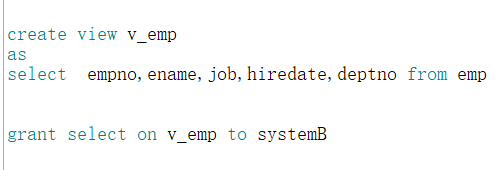 create view v_emp
as
select  empno,ename,job,hiredate,deptno from emp
grant select on v_emp to systemB